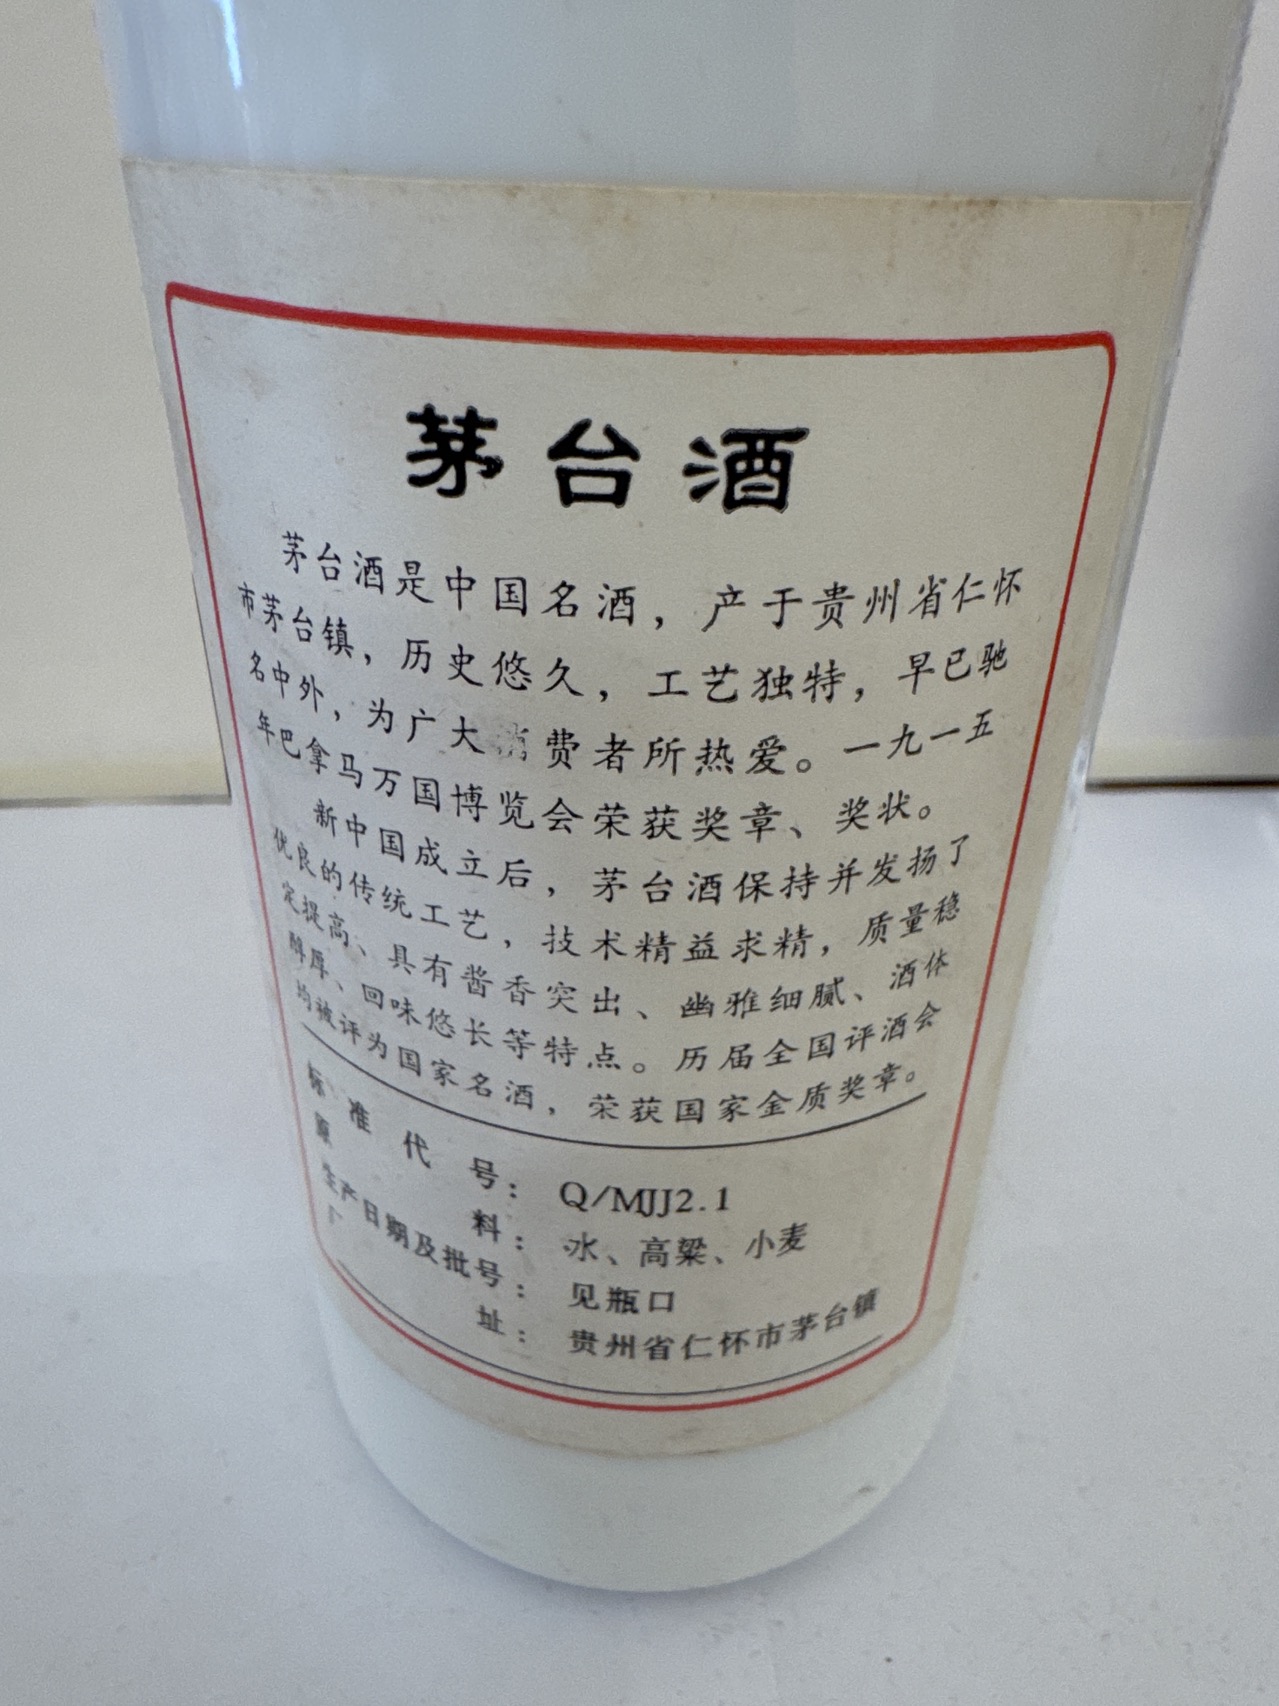 茅台酒
茅台酒是中国名酒，产于贵州省仁怀
市茅台镇，历史悠久，工艺独特，早已驰
名中外，为广大消费者所热爱。一九一五
年巴拿马万国博览会荣获奖章、奖状。
新中国成立后，茅台酒保持并发扬了
优良的传统工艺，技术精益求精，质量稳
定提高、具有酱香突出、幽雅细腻、酒体
醇厚、回味悠长等特点。历届全国评酒会
均被评为国家名酒，荣获国家金质奖章。
标准代号：Q/MJJ2.1
原料：水、高粱、小麦
生产日期及批号：见瓶口
厂址：贵州省仁怀市茅台镇